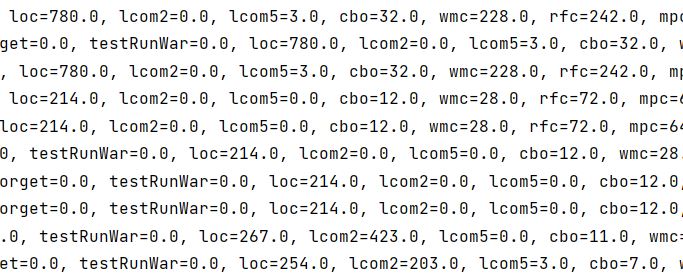 loc=780.0, lcom2=0.0, lcom5=3.0, cbo=32.0, wmc=228.0, rfc=242.0, mpc
get=0.0, testRunWar=0.0, loc=780.0, lcom2=0.0, lcom5=3.0, cbo=32.0, w
, loc=780.0, lcom2=0.0, lcom5=3.0, cbo=32.0, wmc=228.0, rfc=242.0, mp
loc=214.0, lcom2=0.0, lcom5=0.0, cbo=12.0, wmc=28.0, rfc=72.0, mpc=6
loc=214.0, lcom2=0.0, lcom5=0.0, cbo=12.0, wmc=28.0, rfc=72.0, mpc=64
0, testRunWar=0.0, loc=214.0, lcom2=0.0, lcom5=0.0, cbo=12.0, wmc=28.
orget=0.0, testRunWar=0.0, loc=214.0, lcom2=0.0, lcom5=0.0, cbo=12.0,
orget=0.0, testRunWar=0.0, loc=214.0, lcom2=0.0, lcom5=0.0, cbo=12.0,
.0, testRunWar=0.0, loc=267.0, lcom2=423.0, lcom5=0.0, cbo=11.0, wmc=
et=0.0, testRunWar=0.0, loc=254.0, lcom2=203.0, lcom5=3.0, cbo=7.0, w